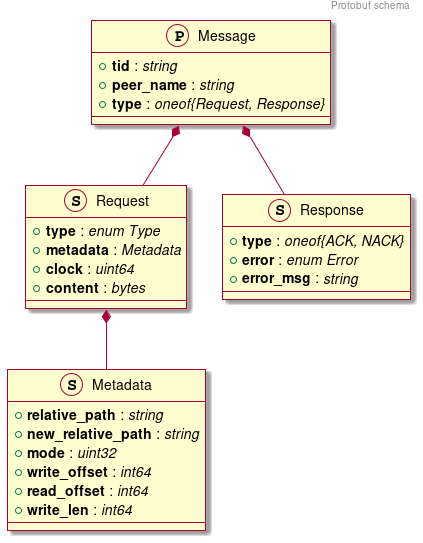 Protobuf schema
P Message
tid : string
peer_name : string
type : oneof{Request, Response}
S Request
type : enum Type
metadata : Metadata
clock : uint64
content : bytes
S Response
type : oneof{ACK, NACK}
error : enum Error
error_msg : string
S Metadata
relative_path : string
new_relative_path : string
mode : uint32
write_offset : int64
read_offset : int64
write_len : int64